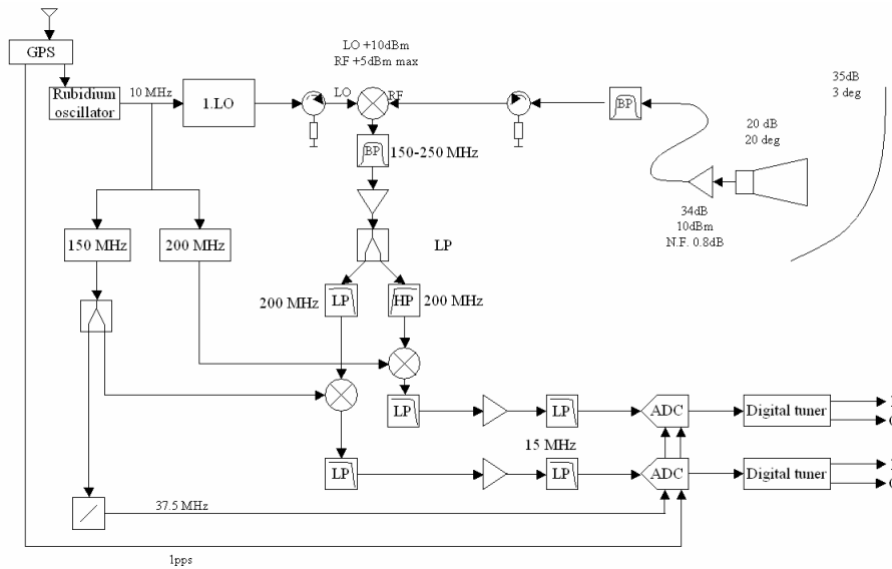 GPS
Rubidium
oscillator
10 MHz
1.LO
LO +10dBm
RF +5dBm max
LO
RF
BP
35dB
3 deg
20 dB
20 deg
BP
150-250 MHz
34dB
10dBm
N.F. 0.8dB
150 MHz
200 MHz
LP
200 MHz
LP
HP
200 MHz
LP
LP
ADC
Digital tuner
15 MHz
LP
LP
ADC
Digital tuner
37.5 MHz
1pps